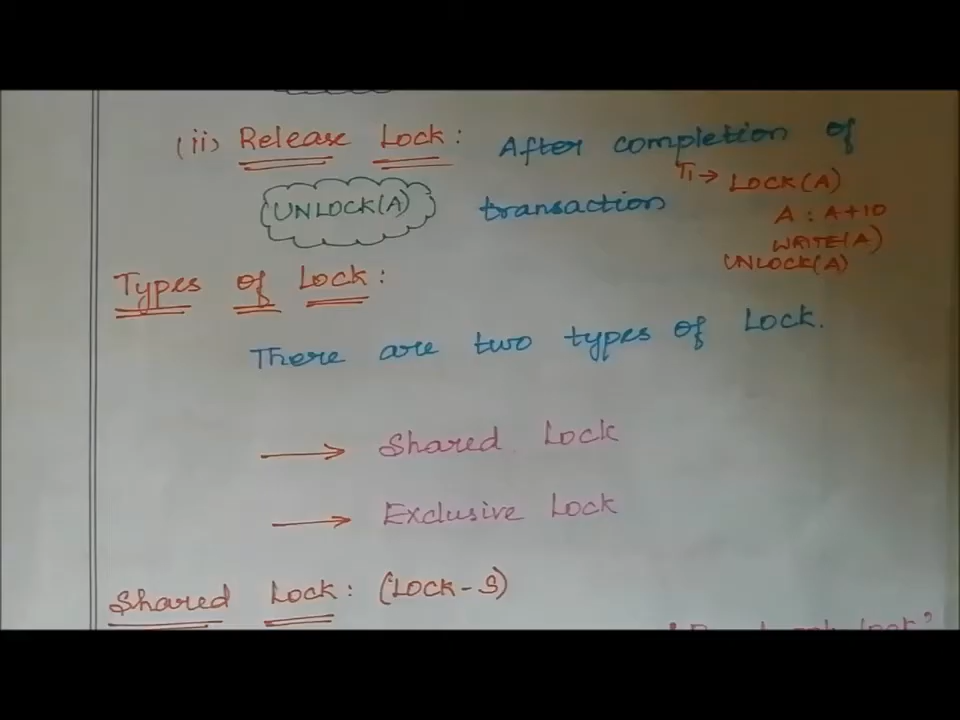 (ii) Release Lock: After completion of
T1→ LOCK(A)
UNLOCK(A) transaction
A : A+10
WRITE(A)
UNLOCK(A)
Types of Lock:
There are two types of Lock.
→ Shared Lock
→ Exclusive Lock
Shared Lock: (LOCK-S)
lock"